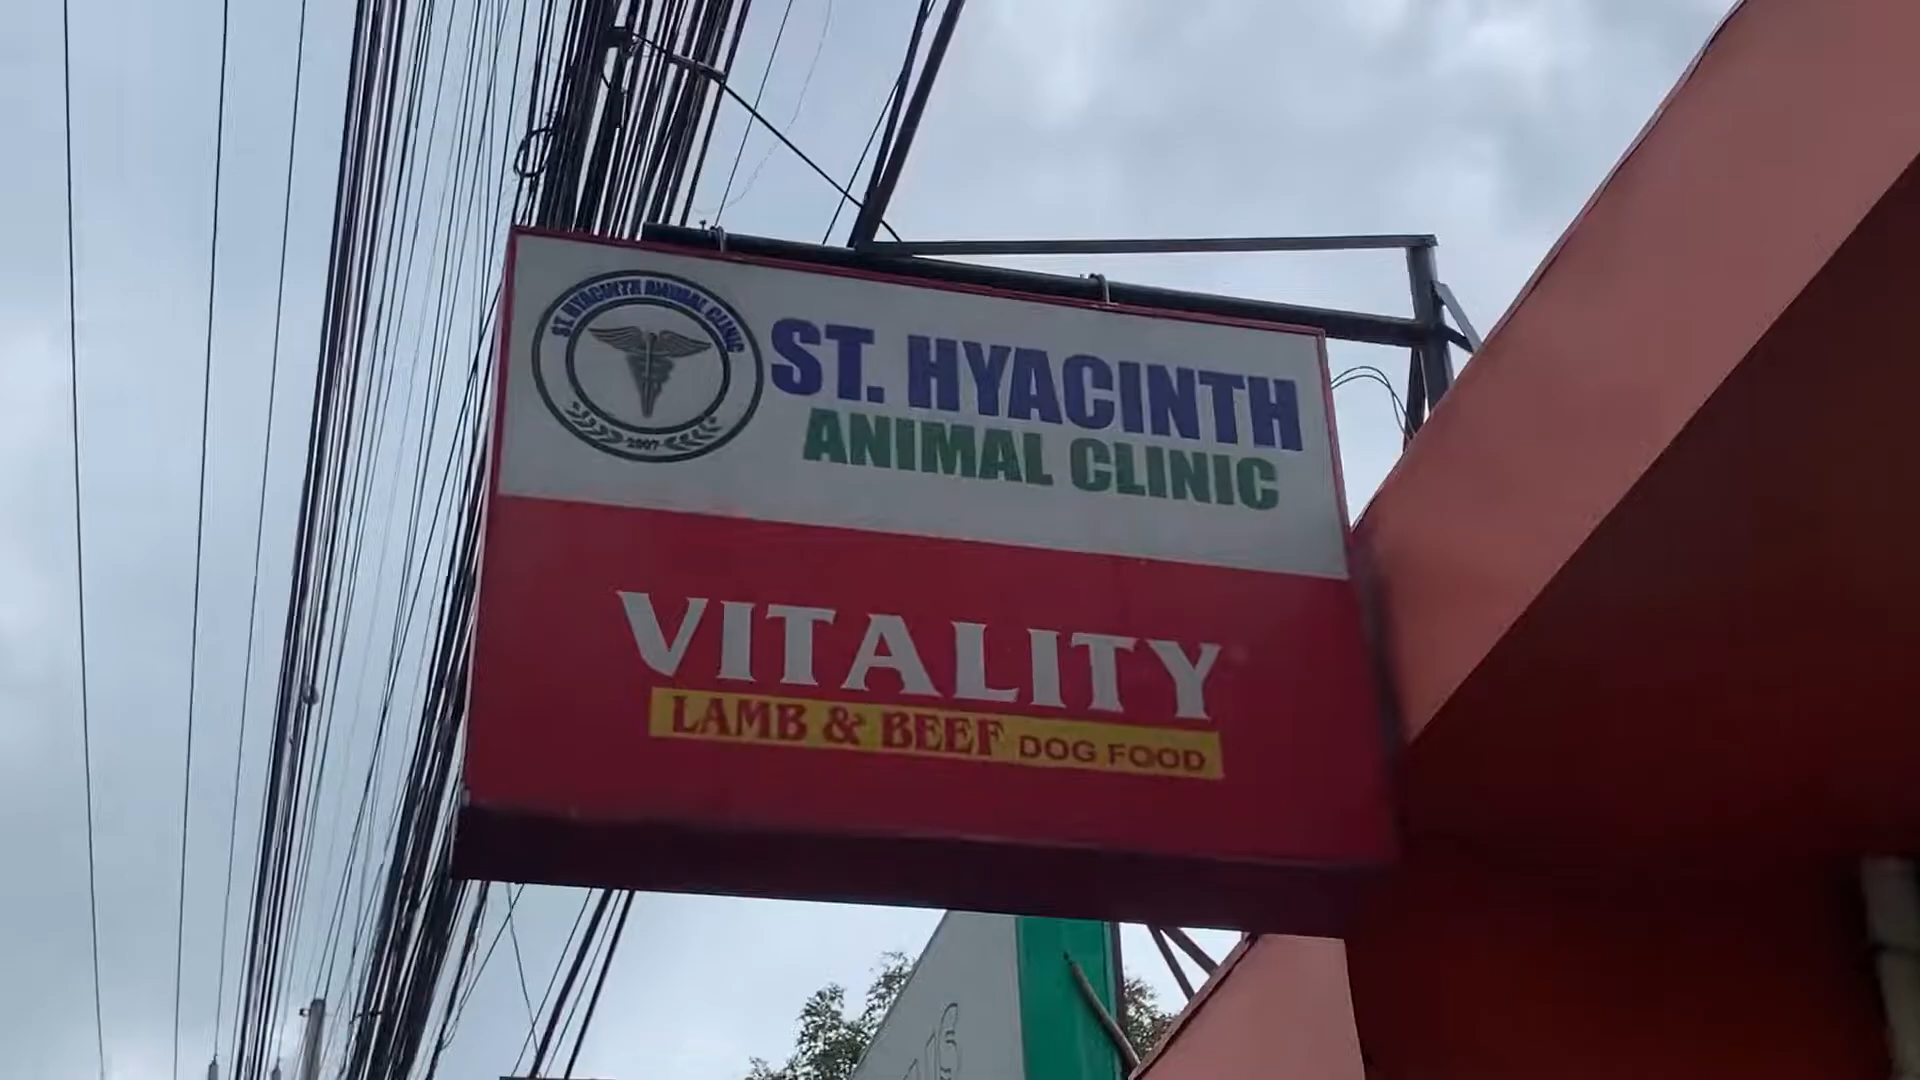 ST. HYACINTH ANIMAL CLINIC
2007
ST. HYACINTH
ANIMAL CLINIC
VITALITY
LAMB & BEEF DOG FOOD